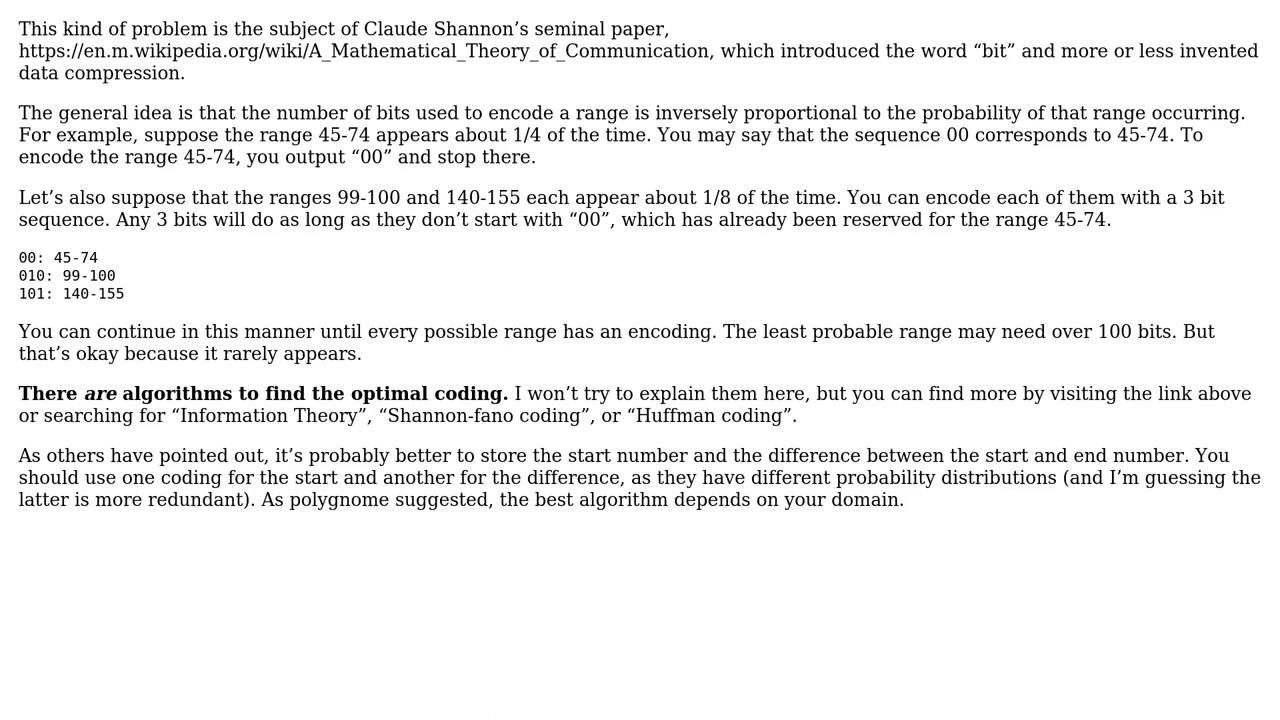 This kind of problem is the subject of Claude Shannon’s seminal paper,
https://en.m.wikipedia.org/wiki/A_Mathematical_Theory_of_Communication, which introduced the word “bit” and more or less invented
data compression.
The general idea is that the number of bits used to encode a range is inversely proportional to the probability of that range occurring.
For example, suppose the range 45-74 appears about 1/4 of the time. You may say that the sequence 00 corresponds to 45-74. To
encode the range 45-74, you output “00” and stop there.
Let’s also suppose that the ranges 99-100 and 140-155 each appear about 1/8 of the time. You can encode each of them with a 3 bit
sequence. Any 3 bits will do as long as they don’t start with “00”, which has already been reserved for the range 45-74.
00: 45-74
010: 99-100
101: 140-155
You can continue in this manner until every possible range has an encoding. The least probable range may need over 100 bits. But
that’s okay because it rarely appears.
There are algorithms to find the optimal coding. I won’t try to explain them here, but you can find more by visiting the link above
or searching for “Information Theory”, “Shannon-fano coding”, or “Huffman coding”.
As others have pointed out, it’s probably better to store the start number and the difference between the start and end number. You
should use one coding for the start and another for the difference, as they have different probability distributions (and I’m guessing the
latter is more redundant). As polygnome suggested, the best algorithm depends on your domain.